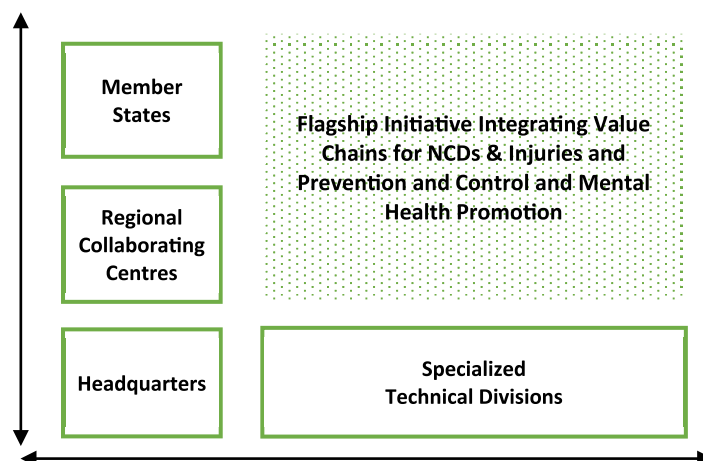 Member
States
Flagship Initiative Integrating Value
Chains for NCDs & Injuries and
Prevention and Control and Mental
Health Promotion
Regional
Collaborating
Centres
Headquarters
Specialized
Technical Divisions